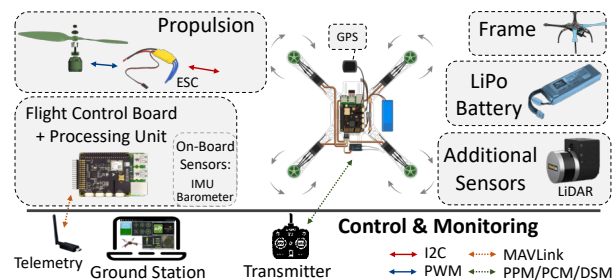 Propulsion
ESC
GPS
Frame
LiPo
Battery
Flight Control Board
+ Processing Unit
On-Board
Sensors:
IMU
Barometer
Additional
Sensors
LiDAR
Control & Monitoring
Telemetry
Ground Station
Transmitter
I2C
PWM
MAVLink
PPM/PCM/DSM